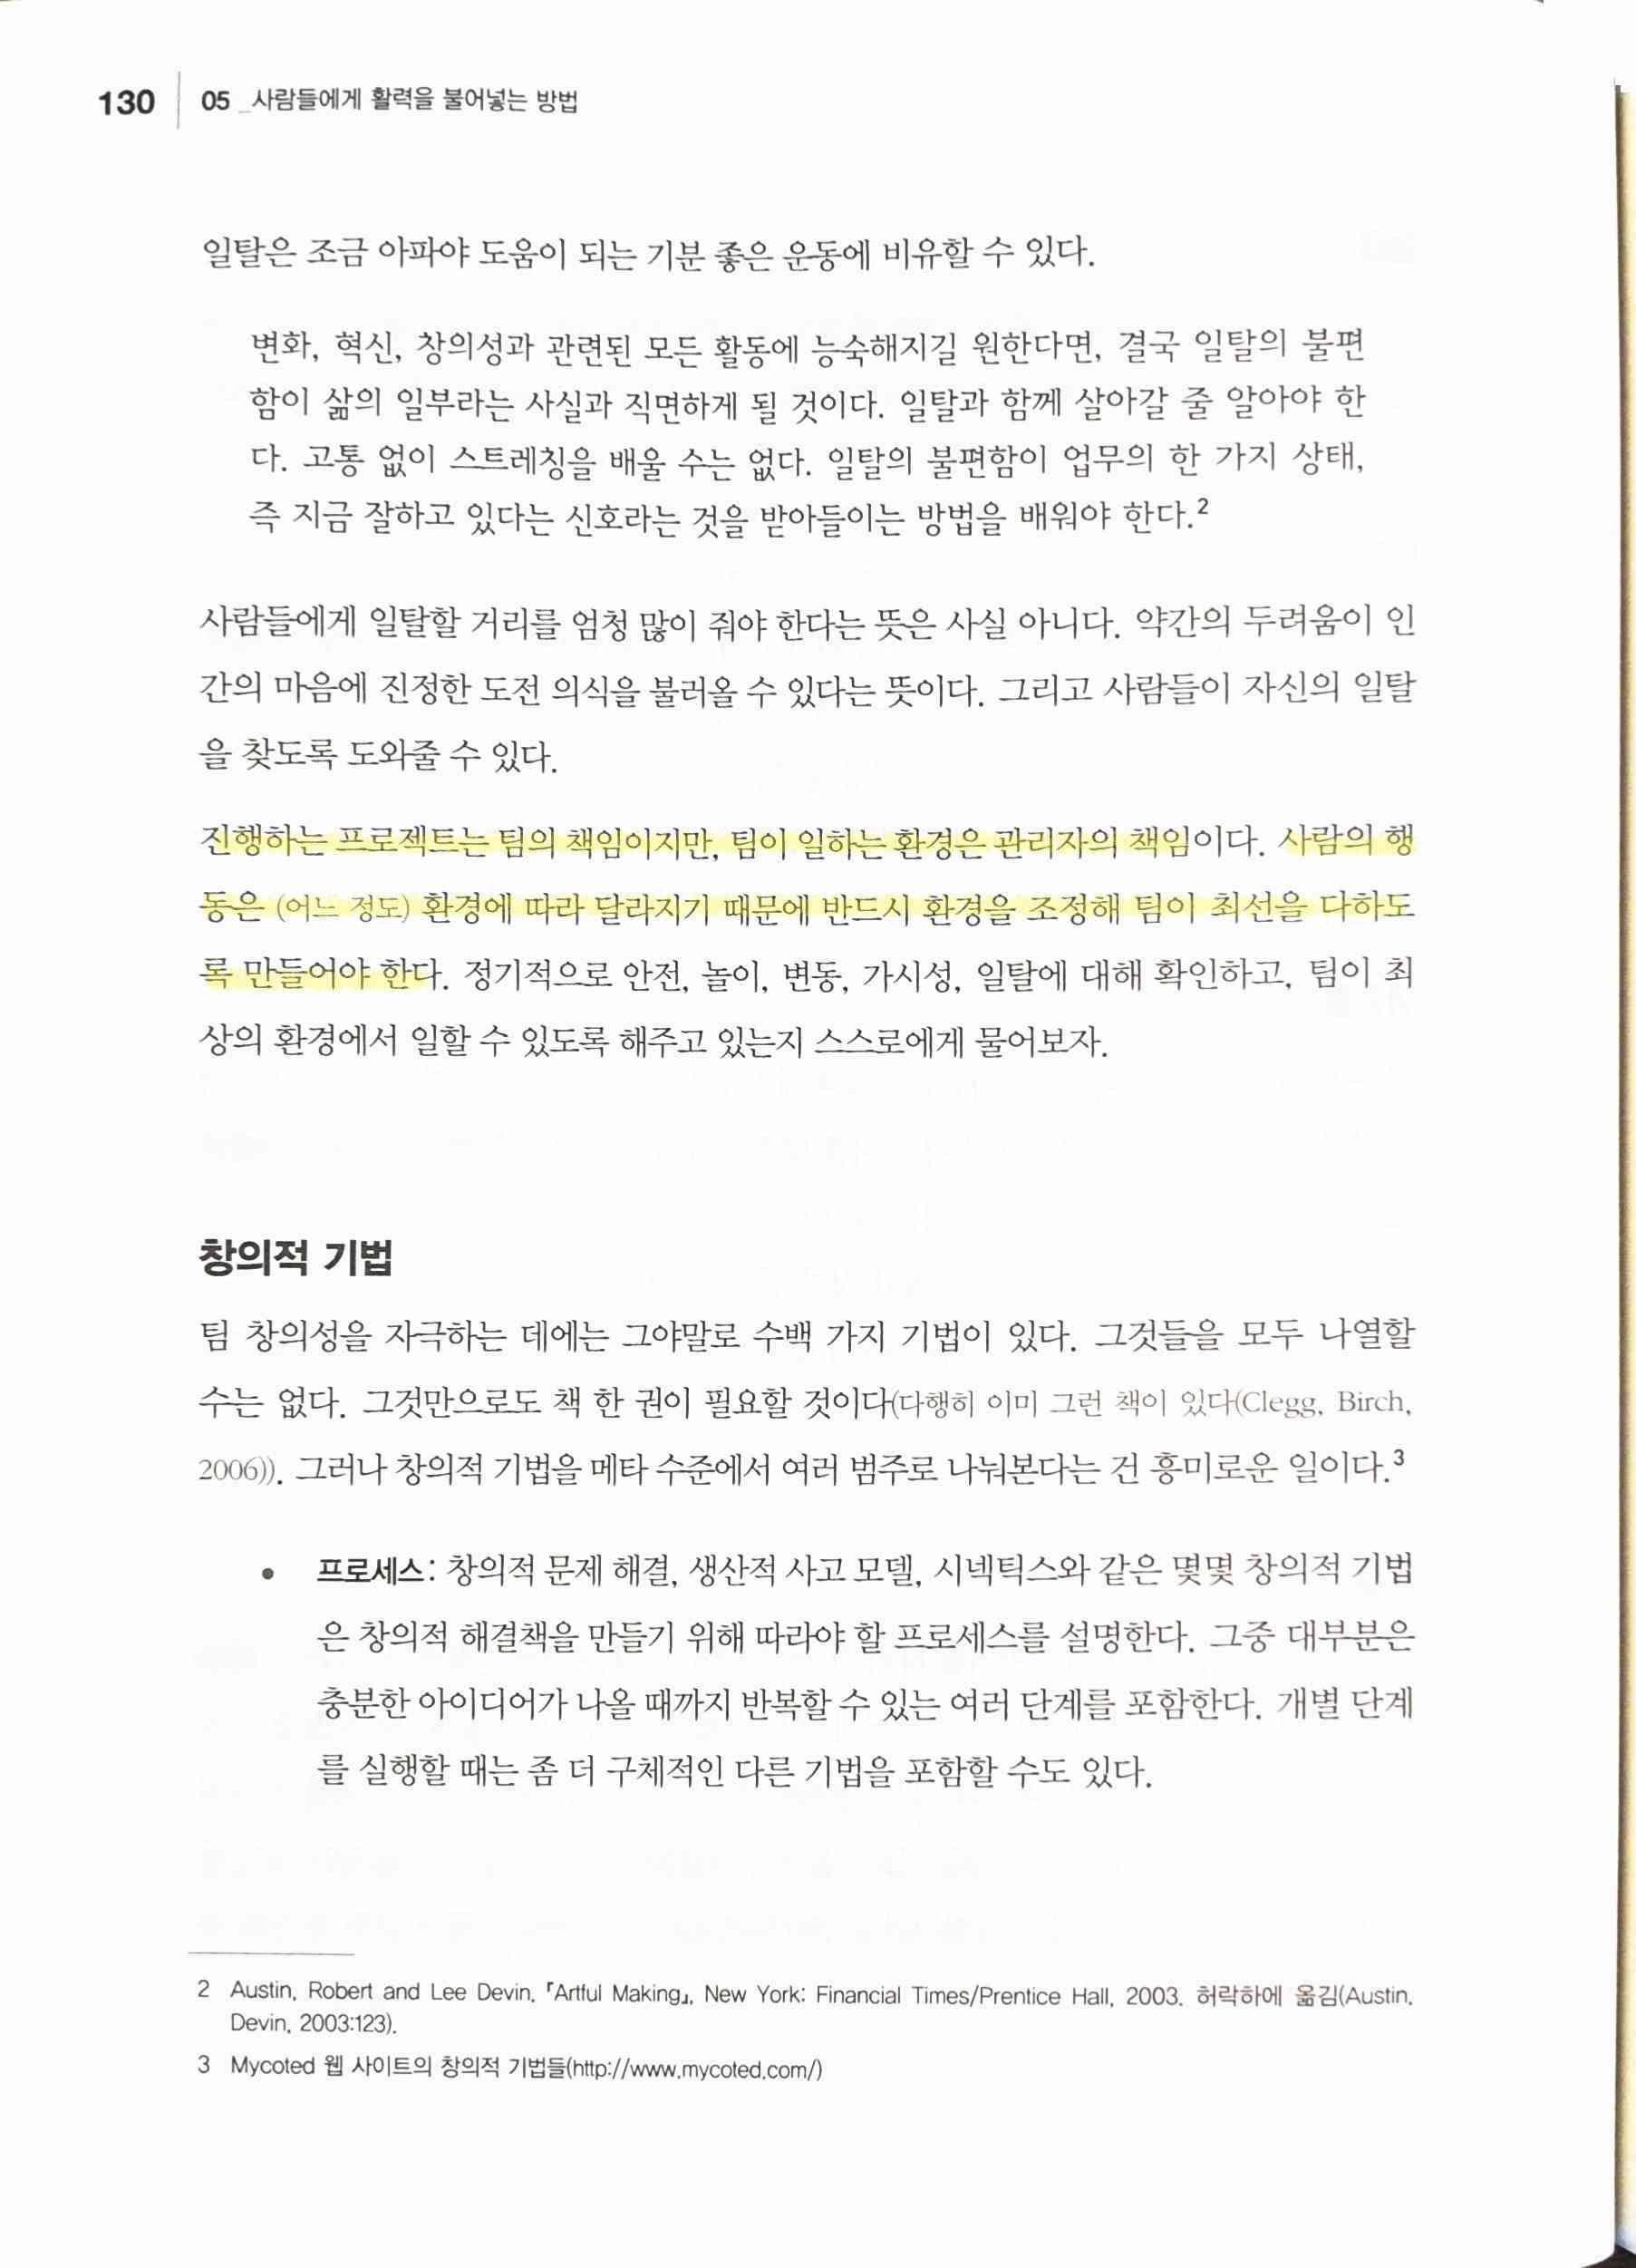 130 05 _사람들에게 활력을 불어넣는 방법
일탈은 조금 아파야 도움이 되는 기분 좋은 운동에 비유할 수 있다.
변화, 혁신, 창의성과 관련된 모든 활동에 능숙해지길 원한다면, 결국 일탈의 불편
함이 삶의 일부라는 사실과 직면하게 될 것이다. 일탈과 함께 살아갈 줄 알아야 한
다. 고통 없이 스트레칭을 배울 수는 없다. 일탈의 불편함이 업무의 한 가지 상태,
즉 지금 잘하고 있다는 신호라는 것을 받아들이는 방법을 배워야 한다.2
사람들에게 일탈할 거리를 엄청 많이 줘야 한다는 뜻은 사실 아니다. 약간의 두려움이 인
간의 마음에 진정한 도전 의식을 불러올 수 있다는 뜻이다. 그리고 사람들이 자신의 일탈
을 찾도록 도와줄 수 있다.
진행하는 프로젝트는 팀의 책임이지만, 팀이 일하는 환경은 관리자의 책임이다. 사람의 행
동은 (어느 정도) 환경에 따라 달라지기 때문에 반드시 환경을 조정해 팀이 최선을 다하도
록 만들어야 한다. 정기적으로 안전, 놀이, 변동, 가시성, 일탈에 대해 확인하고, 팀이 최
상의 환경에서 일할 수 있도록 해주고 있는지 스스로에게 물어보자.
창의적 기법
팀 창의성을 자극하는 데에는 그야말로 수백 가지 기법이 있다. 그것들을 모두 나열할
수는 없다. 그것만으로도 책 한 권이 필요할 것이다(다행히 이미 그런 책이 있다(Clegg, Birch,
2006)). 그러나 창의적 기법을 메타 수준에서 여러 범주로 나눠본다는 건 흥미로운 일이다.3
• 프로세스: 창의적 문제 해결, 생산적 사고 모델, 시넥틱스와 같은 몇몇 창의적 기법
은 창의적 해결책을 만들기 위해 따라야 할 프로세스를 설명한다. 그중 대부분은
충분한 아이디어가 나올 때까지 반복할 수 있는 여러 단계를 포함한다. 개별 단계
를 실행할 때는 좀 더 구체적인 다른 기법을 포함할 수도 있다.
2 Austin, Robert and Lee Devin, 「Artful Making」, New York: Financial Times/Prentice Hall, 2003. 허락하에 옮김(Austin,
Devin, 2003:123).
3 Mycoted 웹 사이트의 창의적 기법들(http://www.mycoted.com/)